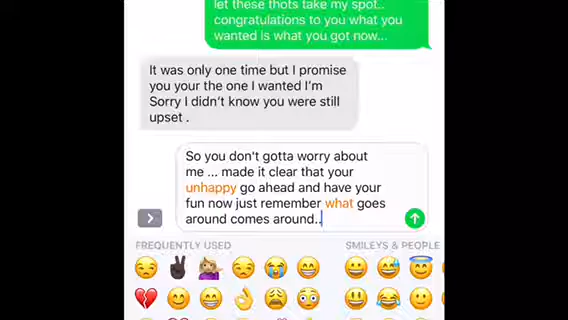 let these thots take my spot..
congratulations to you what you
wanted is what you got now...
It was only one time but I promise
you your the one I wanted I'm
Sorry I didn't know you were still
upset .
So you don't gotta worry about
me ... made it clear that your
unhappy go ahead and have your
fun now just remember what goes
around comes around..
FREQUENTLY USED
SMILEYS & PEOPLE